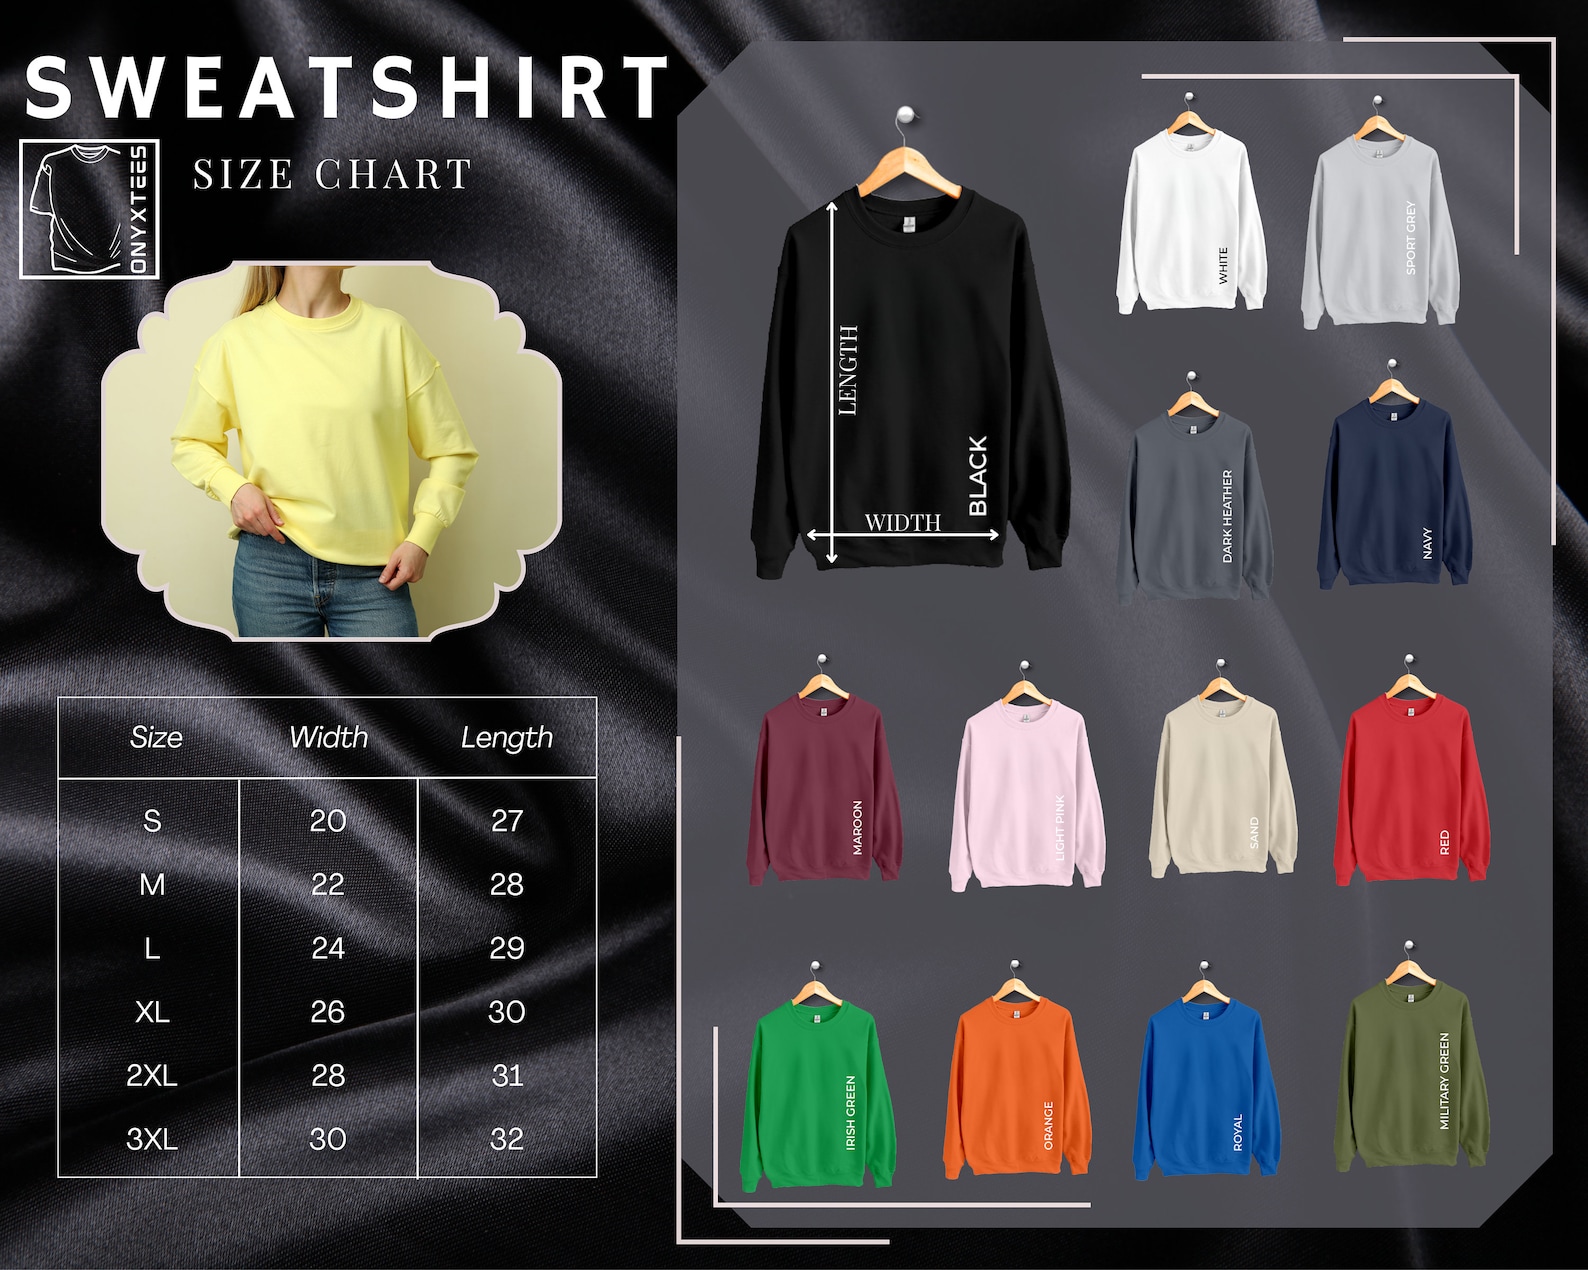 SWEATSHIRT
SIZE CHART
ONYXTEES
Size Width Length
S 20 27
M 22 28
L 24 29
XL 26 30
2XL 28 31
3XL 30 32
LENGTH
WIDTH
BLACK
WHITE
SPORT GREY
DARK HEATHER
NAVY
MAROON
LIGHT PINK
SAND
RED
IRISH GREEN
ORANGE
ROYAL
MILITARY GREEN